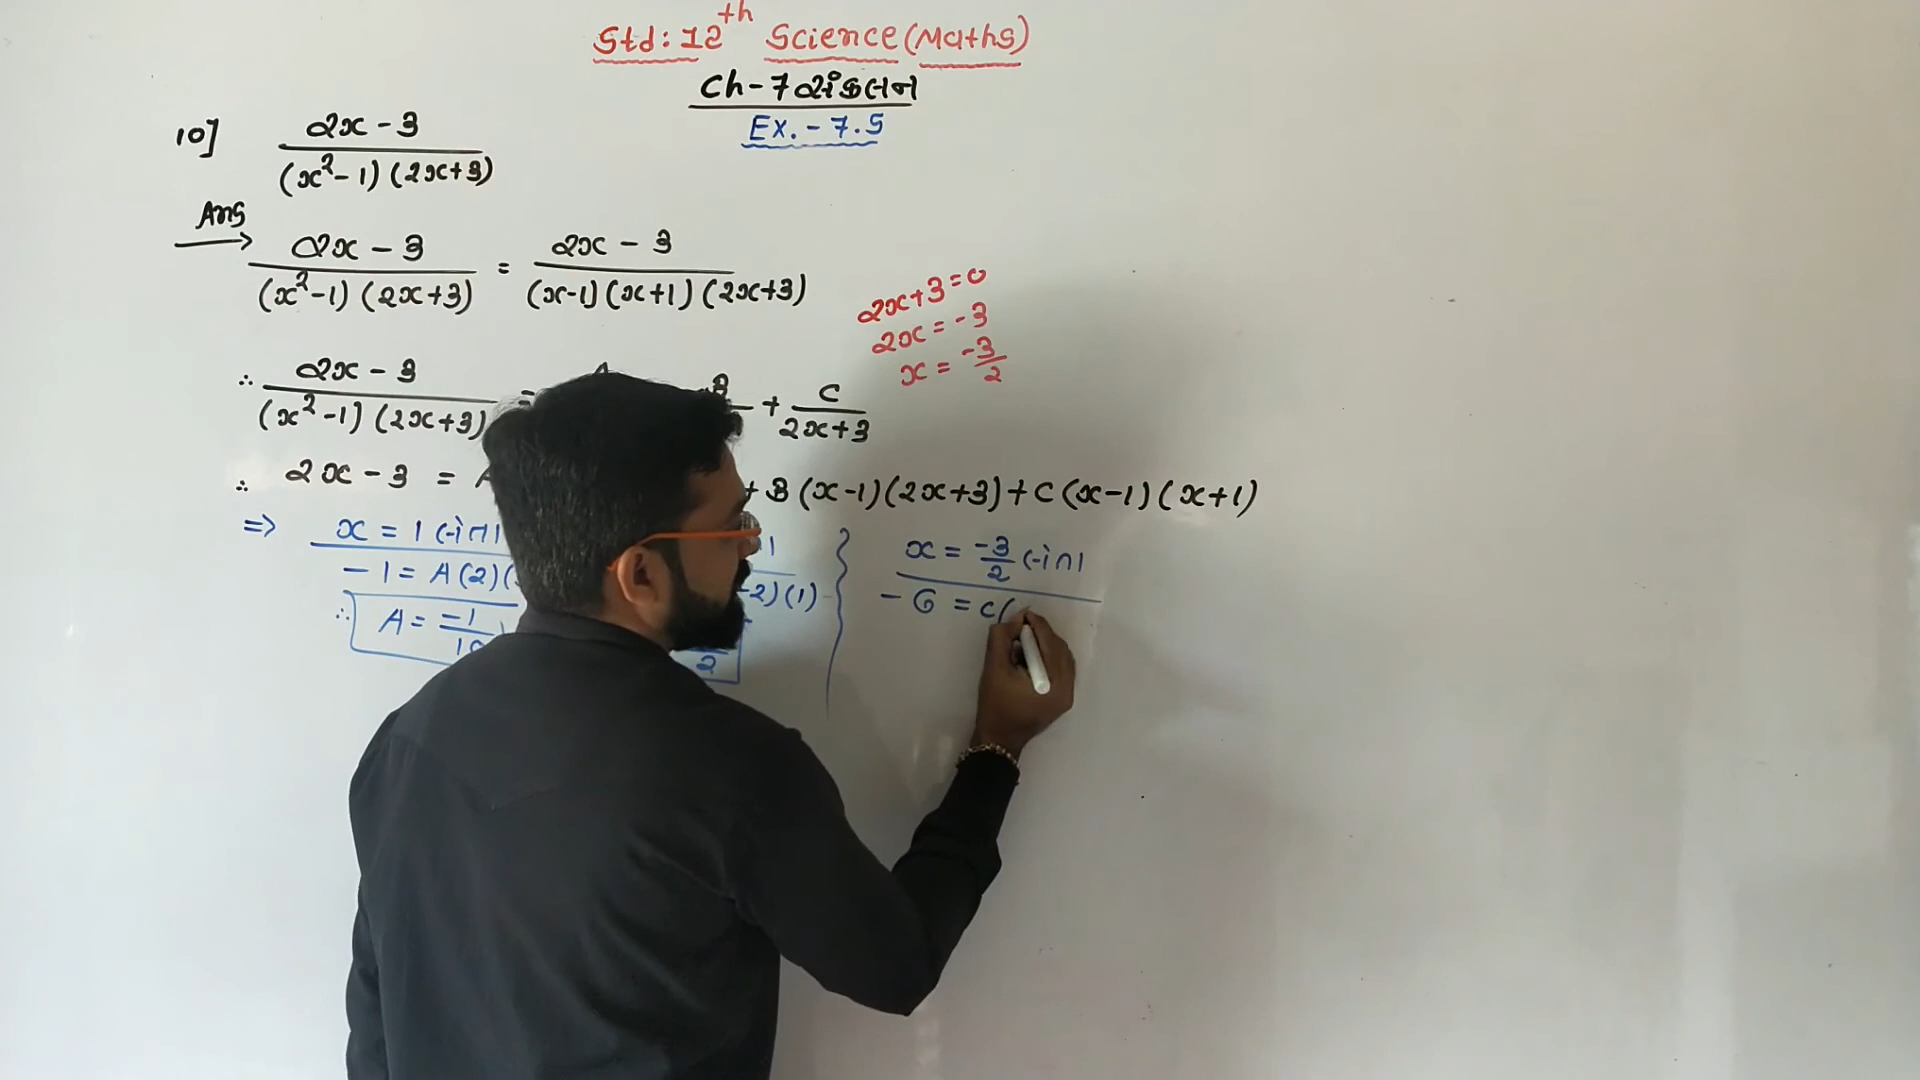 Std: 12th Science (Maths)
Ch - 7 સંકલન
Ex. - 7.5
10] 2x - 3 / (x² - 1) (2x+3)
Ans
2x - 3 / (x² - 1) (2x+3) = 2x - 3 / (x-1) (x+1) (2x+3)
2x+3 = 0
2x = -3
x = -3/2
∴ 2x - 3 / (x² - 1) (2x+3) = B + C / 2x+3
∴ 2x - 3 = A + B (x-1) (2x+3) + C (x-1) (x+1)
⇒ x = 1
- 1 = A (2) (
∴ A = -1
2) (1)
2
x = -3/2
- 6 = C (